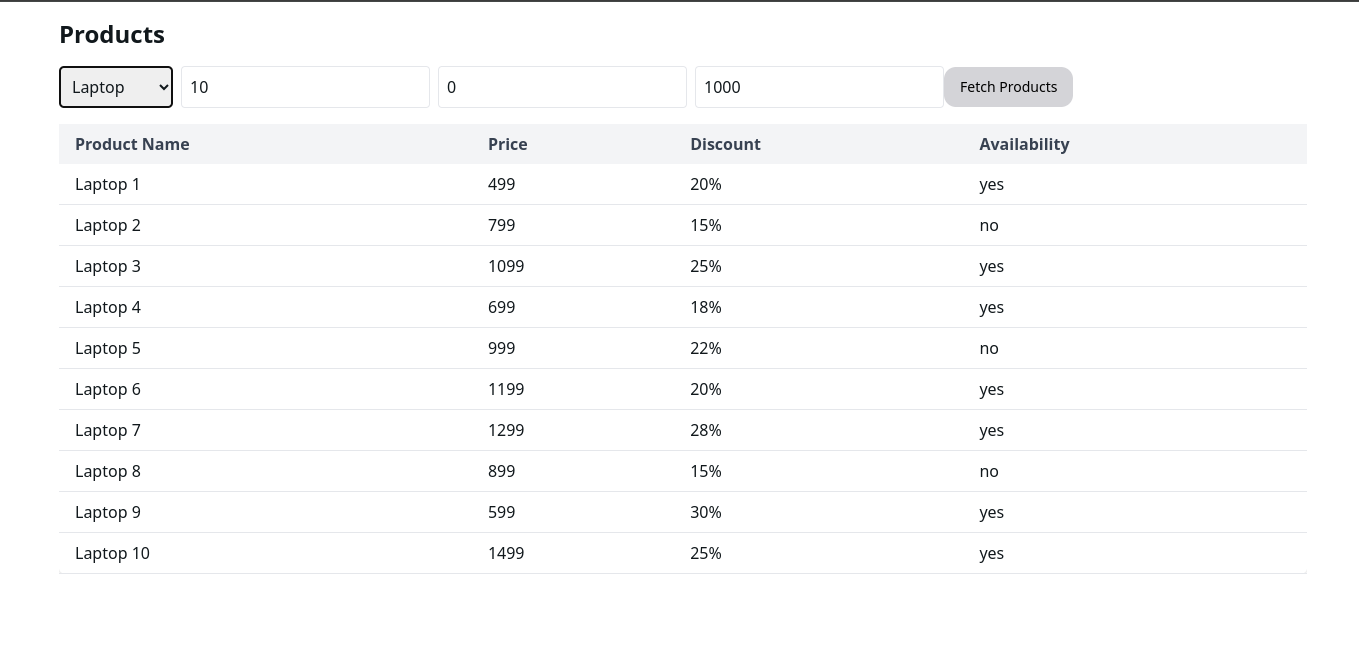 Products
Laptop 10 0 1000 Fetch Products
Product Name Price Discount Availability
Laptop 1 499 20% yes
Laptop 2 799 15% no
Laptop 3 1099 25% yes
Laptop 4 699 18% yes
Laptop 5 999 22% no
Laptop 6 1199 20% yes
Laptop 7 1299 28% yes
Laptop 8 899 15% no
Laptop 9 599 30% yes
Laptop 10 1499 25% yes